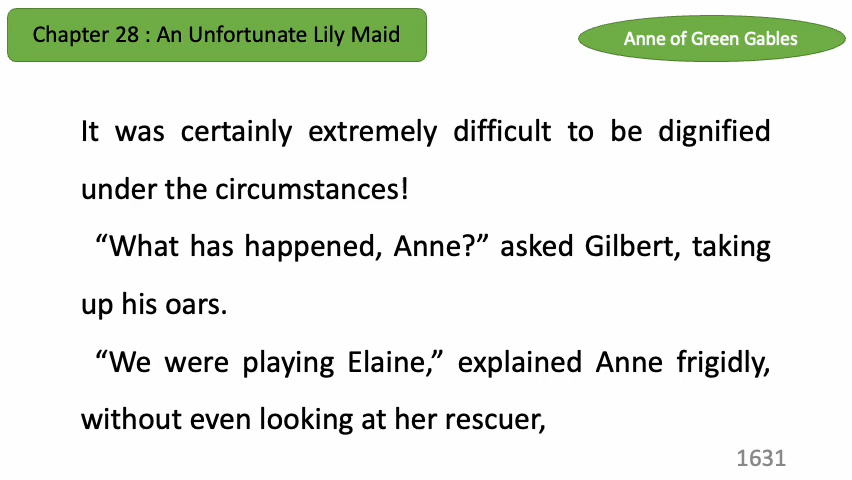 Chapter 28 : An Unfortunate Lily Maid
Anne of Green Gables
It was certainly extremely difficult to be dignified
under the circumstances!
“What has happened, Anne?” asked Gilbert, taking
up his oars.
“We were playing Elaine,” explained Anne frigidly,
without even looking at her rescuer,
1631